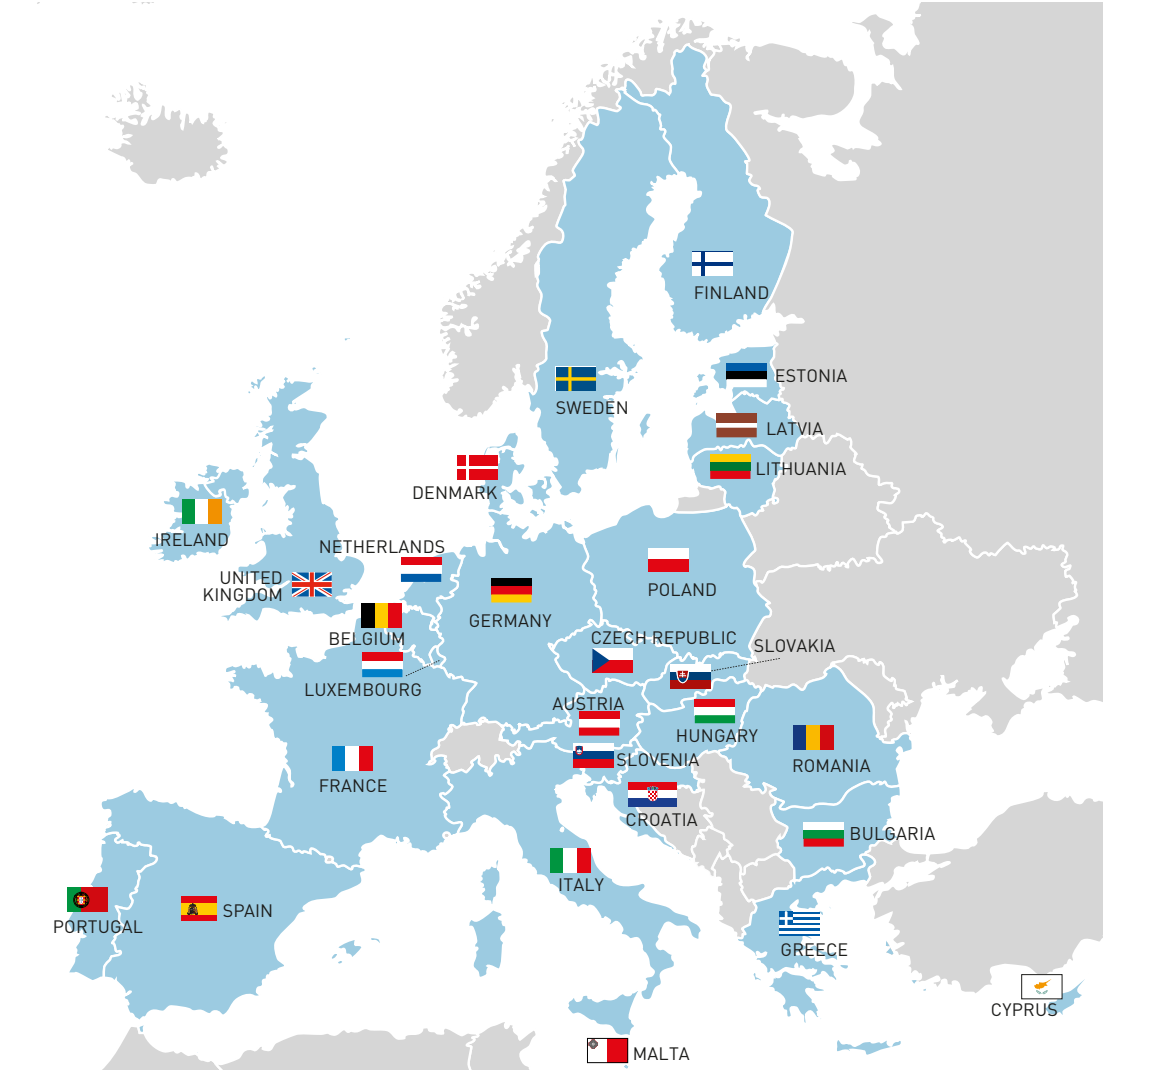 FINLAND
ESTONIA
SWEDEN
LATVIA
LITHUANIA
DENMARK
IRELAND
NETHERLANDS
UNITED
KINGDOM
POLAND
GERMANY
BELGIUM
CZECH REPUBLIC
SLOVAKIA
LUXEMBOURG
AUSTRIA
HUNGARY
SLOVENIA
ROMANIA
FRANCE
CROATIA
BULGARIA
ITALY
SPAIN
PORTUGAL
GREECE
CYPRUS
MALTA